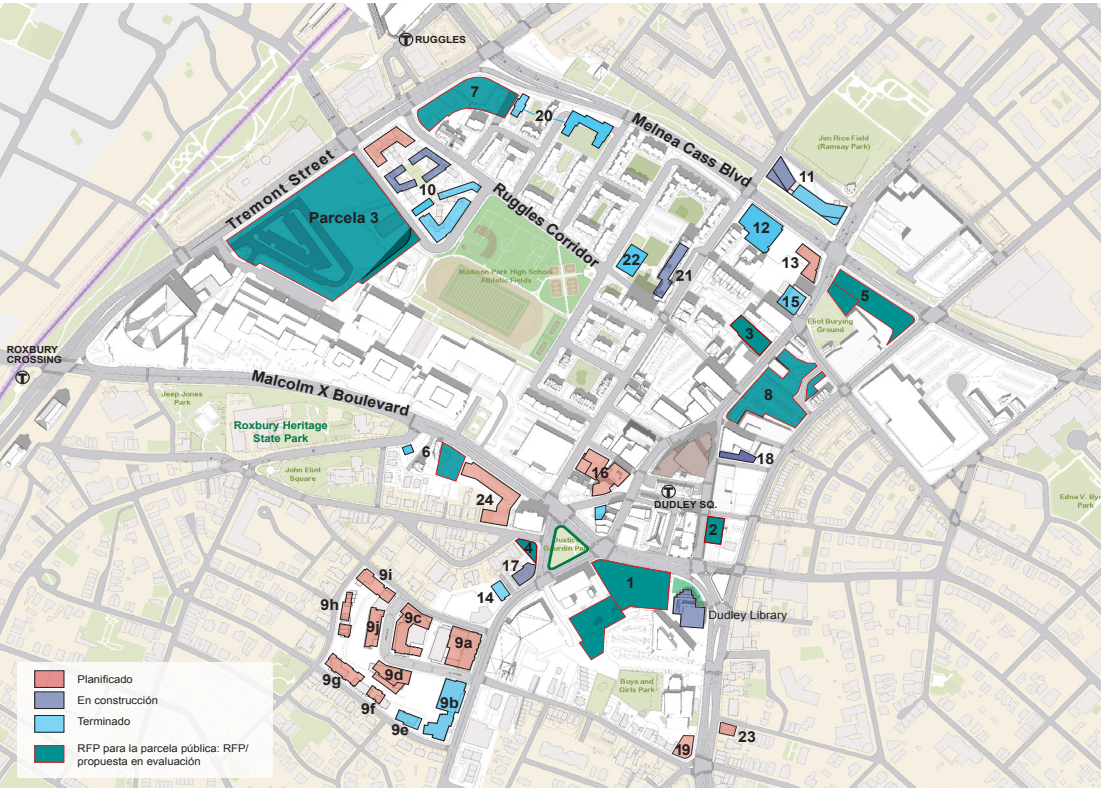 RUGGLES
7
20
Melnea Cass Blvd
Jim Rice Field
(Ramsay Park)
Tremont Street
10
Ruggles Corridor
11
Parcela 3
12
22
21
13
Madison Park High School
Athletic Fields
15
5
Eliot Burying
Ground
3
ROXBURY
CROSSING
Malcolm X Boulevard
8
Jeep Jones
Park
Roxbury Heritage
State Park
John Eliot
Square
6
16
18
24
DUDLEY SQ.
Edna V. By
Park
2
4
Justice
Gourdin Park
17
14
1
Dudley Library
9i
9h
9j
9c
9a
9g
9d
9f
9b
9e
Boys and
Girls Park
19
23
Planificado
En construcción
Terminado
RFP para la parcela pública: RFP/
propuesta en evaluación